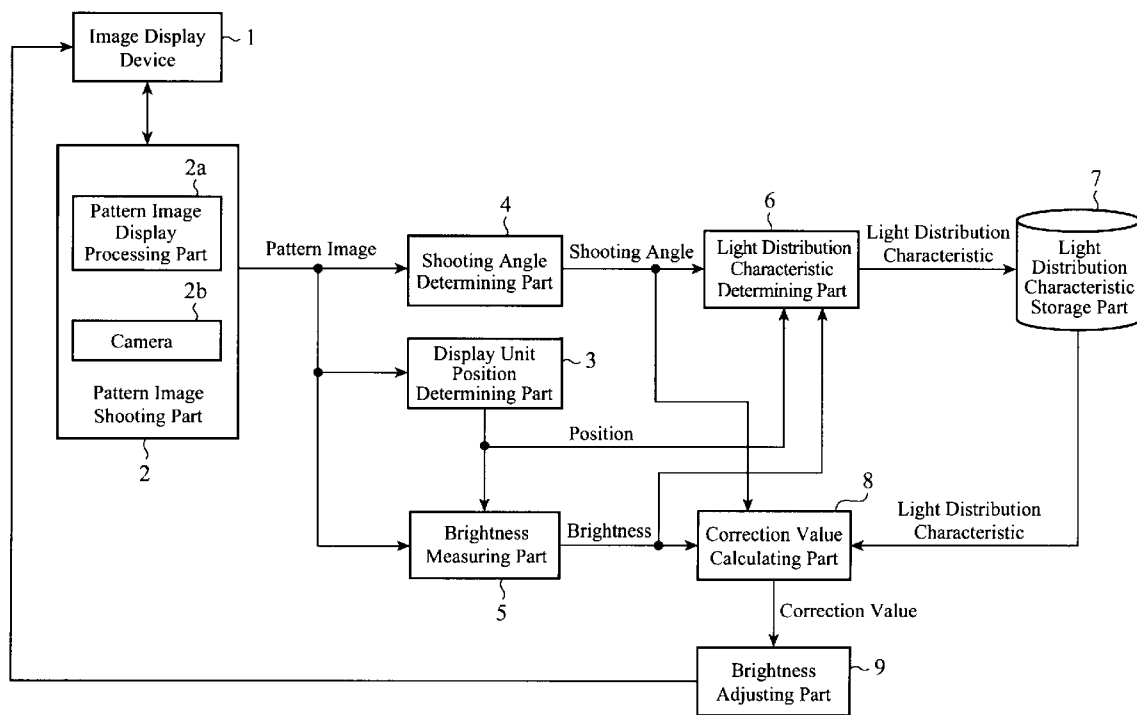 Image Display
Device
1
2a
Pattern Image
Display
Processing Part
2b
Camera
Pattern Image
Shooting Part
2
Pattern Image
4
Shooting Angle
Determining Part
Shooting Angle
6
Light Distribution
Characteristic
Determining Part
Light Distribution
Characteristic
7
Light
Distribution
Characteristic
Storage Part
Display Unit
Position
Determining Part
3
Position
Brightness
Measuring Part
5
Brightness
8
Correction Value
Calculating Part
Light Distribution
Characteristic
Correction Value
Brightness
Adjusting Part
9